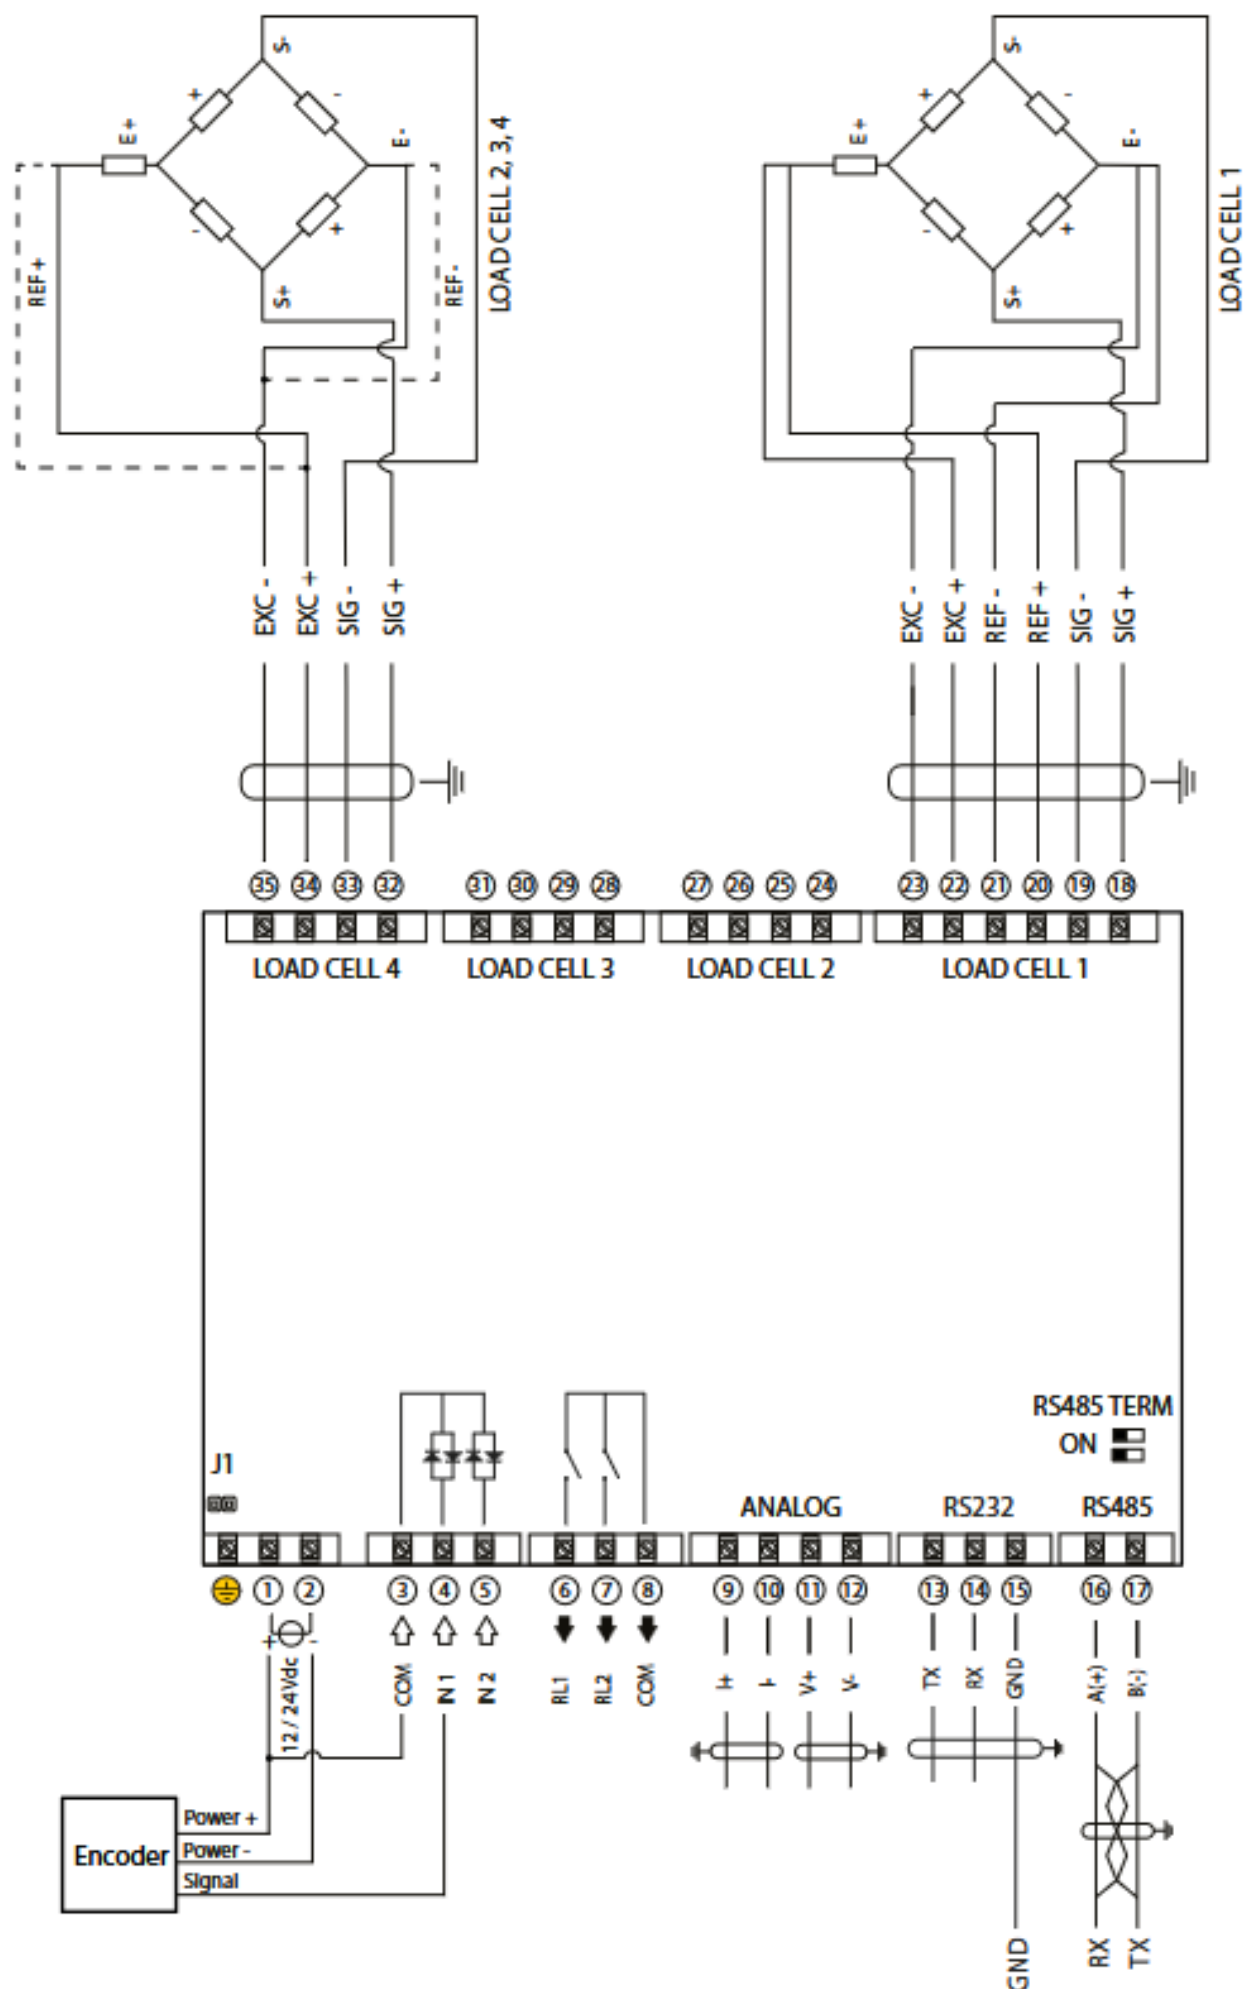 S-
+
-
E+
E-
-
+
S+
REF+
REF-
LOAD CELL 2, 3, 4
S-
+
-
E+
E-
-
+
S+
LOAD CELL 1
EXC -
EXC +
SIG -
SIG +
EXC -
EXC +
REF -
REF +
SIG -
SIG +
35 34 33 32 31 30 29 28 27 26 25 24 23 22 21 20 19 18
LOAD CELL 4 LOAD CELL 3 LOAD CELL 2 LOAD CELL 1
RS485 TERM
ON
J1
ANALOG RS232 RS485
1 2 3 4 5 6 7 8 9 10 11 12 13 14 15 16 17
+ -
12 / 24Vdc
COM
IN 1
IN 2
RL1
RL2
COM
I+
I-
V+
V-
TX
RX
GND
A(+)
B(-)
Encoder
Power +
Power -
Signal
GND
RX
TX